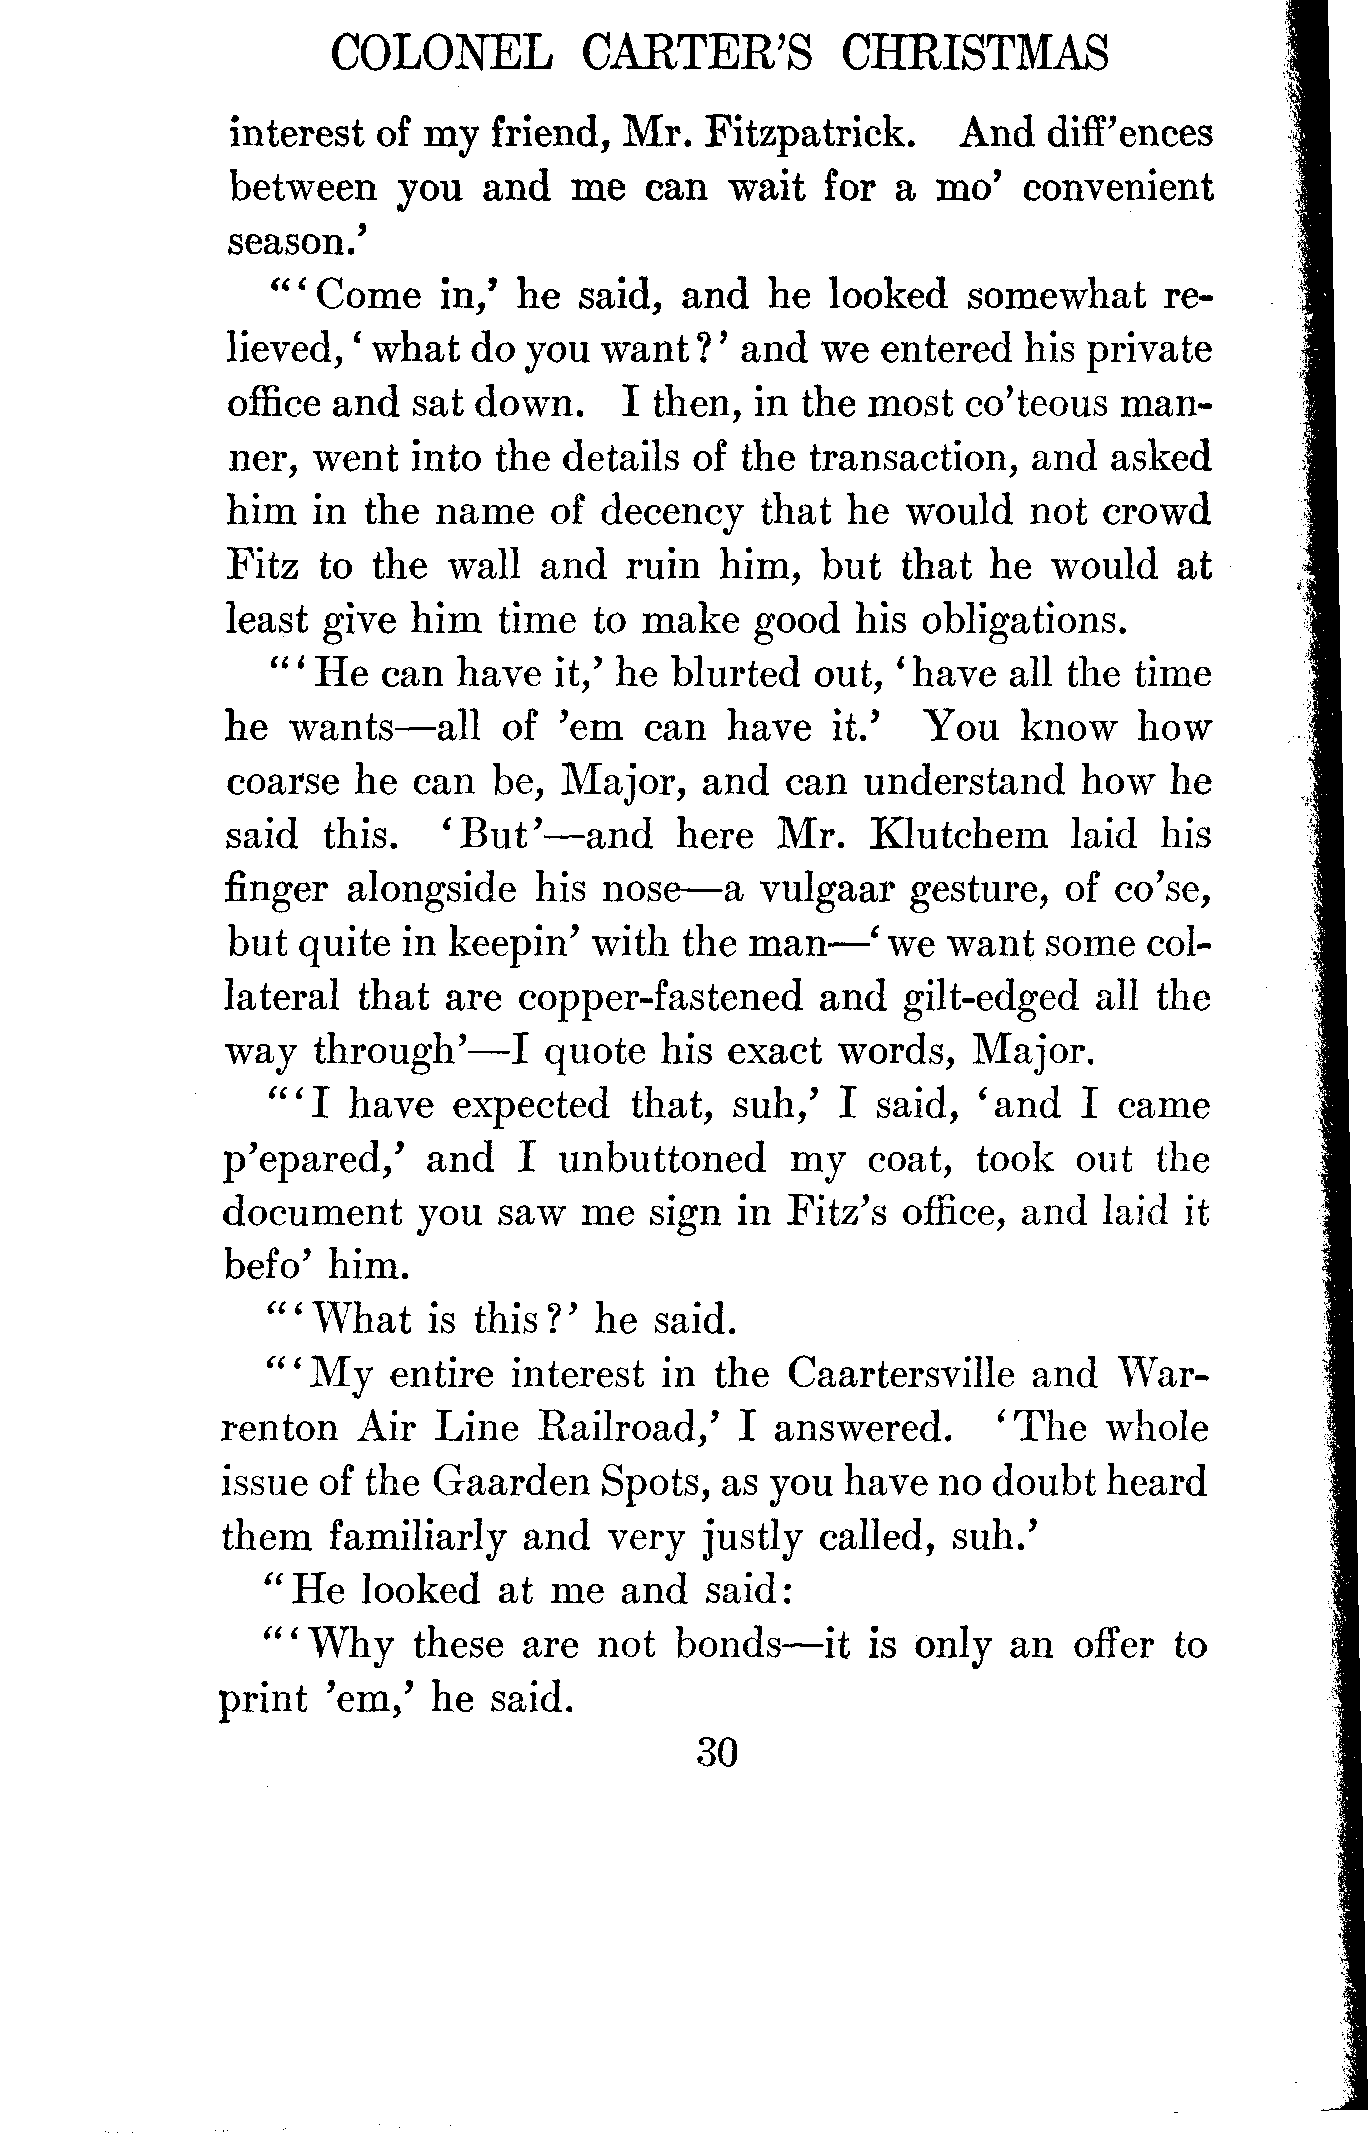 COLONEL CARTER'S CHRISTMAS
interest of my friend, Mr. Fitzpatrick. And diff'ences
between you and me can wait for a mo' convenient
season.'
"'Come in,' he said, and he looked somewhat re-
lieved, 'what do you want?' and we entered his private
office and sat down. I then, in the most co'teous man-
ner, went into the details of the transaction, and asked
him in the name of decency that he would not crowd
Fitz to the wall and ruin him, but that he would at
least give him time to make good his obligations.
"'He can have it,' he blurted out, 'have all the time
he wants—all of 'em can have it.' You know how
coarse he can be, Major, and can understand how he
said this. 'But'—and here Mr. Klutchem laid his
finger alongside his nose—a vulgaar gesture, of co'se,
but quite in keepin' with the man—'we want some col-
lateral that are copper-fastened and gilt-edged all the
way through'—I quote his exact words, Major.
"'I have expected that, suh,' I said, 'and I came
p'epared,' and I unbuttoned my coat, took out the
document you saw me sign in Fitz's office, and laid it
befo' him.
"'What is this?' he said.
"'My entire interest in the Caartersville and War-
renton Air Line Railroad,' I answered. 'The whole
issue of the Gaarden Spots, as you have no doubt heard
them familiarly and very justly called, suh.'
"He looked at me and said:
"'Why these are not bonds—it is only an offer to
print 'em,' he said.
30